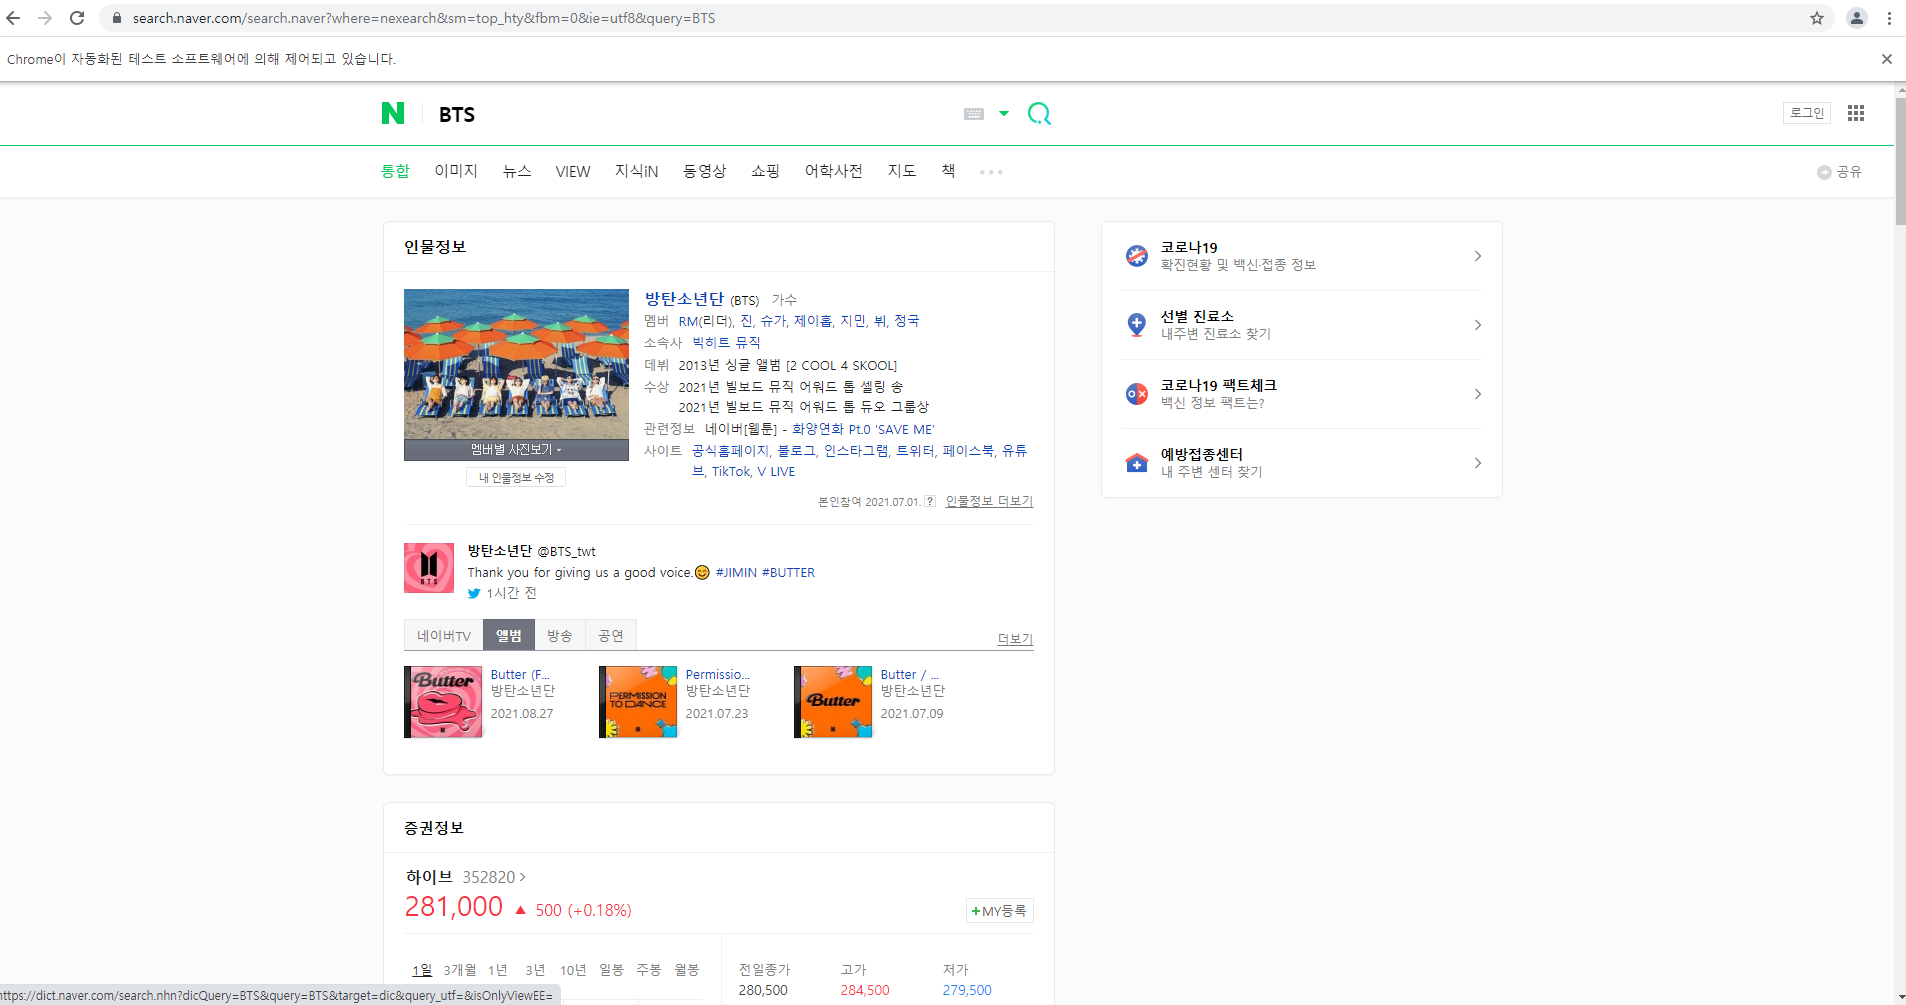 search.naver.com/search.naver?where=nexearch&sm=top_hty&fbm=0&ie=utf8&query=BTS
Chrome이 자동화된 테스트 소프트웨어에 의해 제어되고 있습니다.
N BTS
로그인
통합 이미지 뉴스 VIEW 지식iN 동영상 쇼핑 어학사전 지도 책
공유
인물정보
방탄소년단 (BTS) 가수
멤버 RM(리더), 진, 슈가, 제이홉, 지민, 뷔, 정국
소속사 빅히트 뮤직
데뷔 2013년 싱글 앨범 [2 COOL 4 SKOOL]
수상 2021년 빌보드 뮤직 어워드 톱 셀링 송
2021년 빌보드 뮤직 어워드 톱 듀오 그룹상
관련정보 네이버[웹툰] - 화양연화 Pt.0 'SAVE ME'
사이트 공식홈페이지, 블로그, 인스타그램, 트위터, 페이스북, 유튜
브, TikTok, V LIVE
멤버별 사진보기
내 인물정보 수정
본인참여 2021.07.01. ? 인물정보 더보기
BTS
방탄소년단 @BTS_twt
Thank you for giving us a good voice.😊 #JIMIN #BUTTER
1시간 전
네이버TV 앨범 방송 공연
더보기
Butter
Butter (F...
방탄소년단
2021.08.27
PERMISSION
TO DANCE
Permissio...
방탄소년단
2021.07.23
Butter
Butter / ...
방탄소년단
2021.07.09
코로나19
확진현황 및 백신·접종 정보
선별 진료소
내주변 진료소 찾기
코로나19 팩트체크
백신 정보 팩트는?
예방접종센터
내 주변 센터 찾기
증권정보
하이브 352820 >
281,000 ▲ 500 (+0.18%)
+MY등록
1일 3개월 1년 3년 10년 일봉 주봉 월봉
전일종가 고가 저가
280,500 284,500 279,500
https://dict.naver.com/search.nhn?dicQuery=BTS&query=BTS&target=dic&query_utf=&isOnlyViewEE=